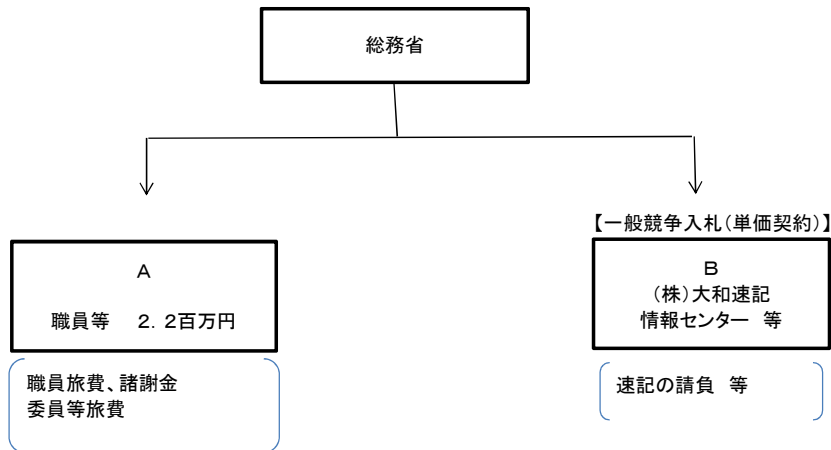 総務省
A
職員等　2．2百万円
職員旅費、諸謝金
委員等旅費
【一般競争入札(単価契約)】
B
(株)大和速記
情報センター　等
速記の請負　等